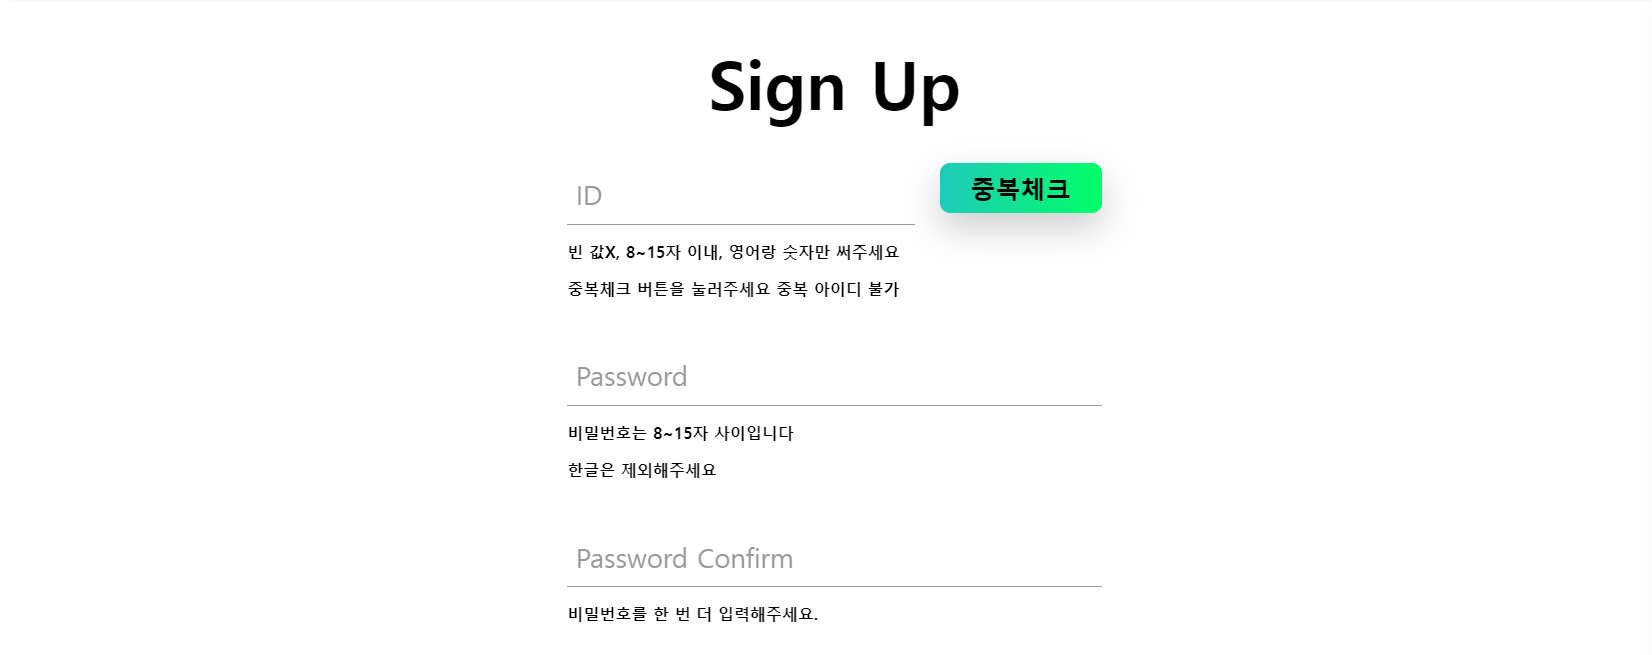 Sign Up
ID
중복체크
빈 값X, 8~15자 이내, 영어랑 숫자만 써주세요
중복체크 버튼을 눌러주세요 중복 아이디 불가
Password
비밀번호는 8~15자 사이입니다
한글은 제외해주세요
Password Confirm
비밀번호를 한 번 더 입력해주세요.